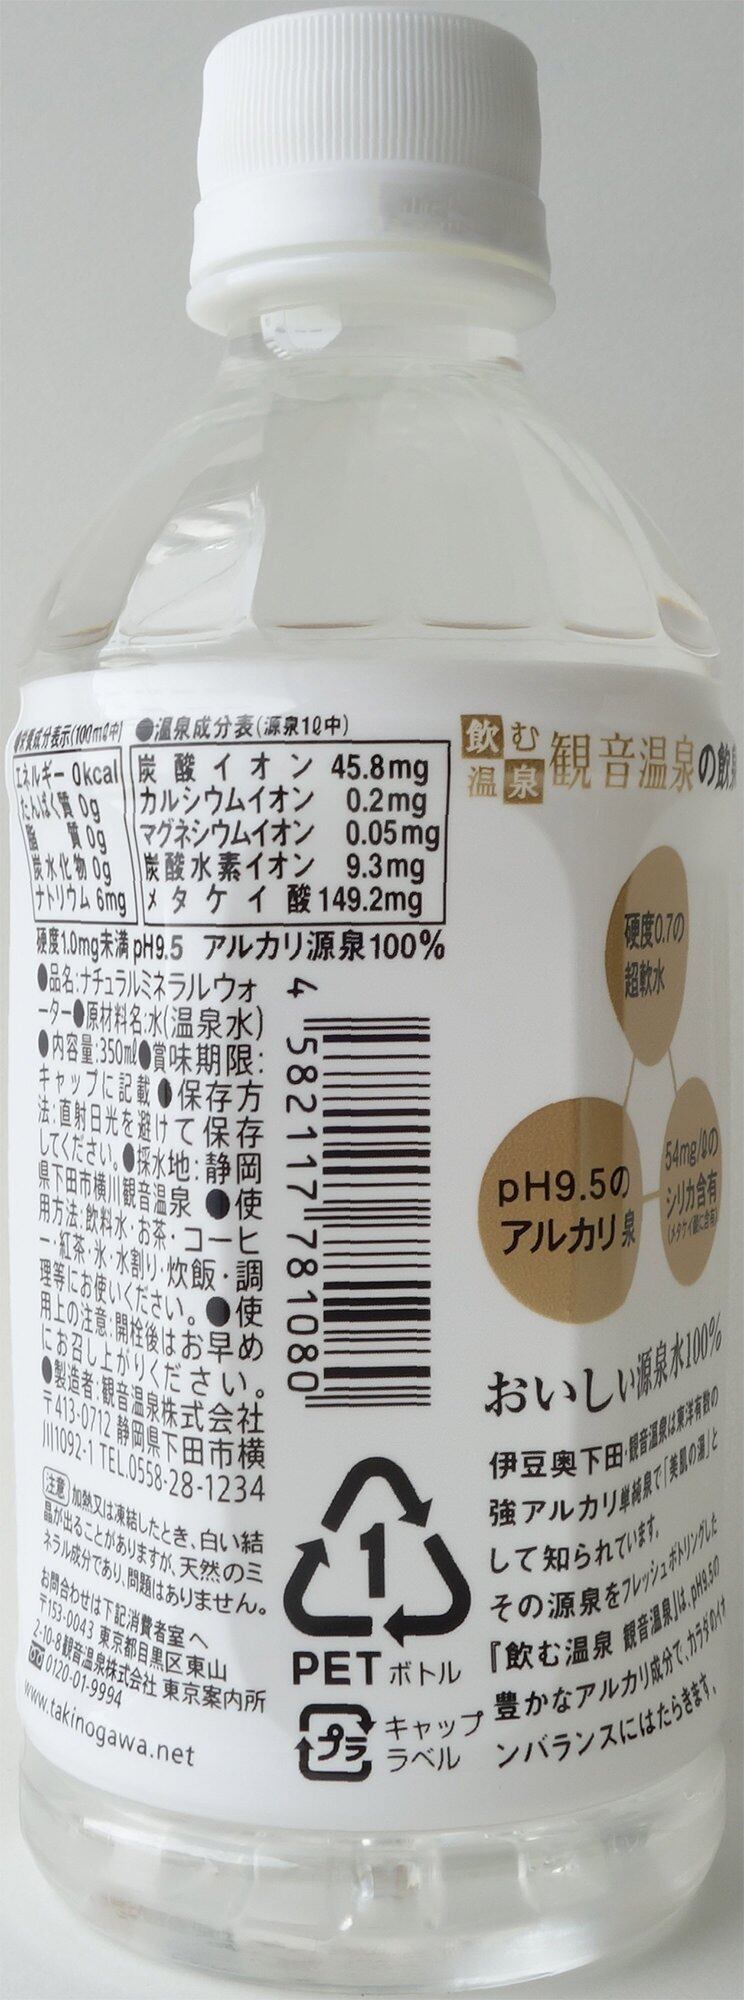 栄養成分表示(100mℓ中)
エネルギー 0kcal
たんぱく質 0g
脂 質 0g
炭水化物 0g
ナトリウム 6mg
●温泉成分表(源泉1ℓ中)
炭酸イオン 45.8mg
カルシウムイオン 0.2mg
マグネシウムイオン 0.05mg
炭酸水素イオン 9.3mg
メタケイ酸 149.2mg
硬度1.0mg未満 pH9.5 アルカリ源泉100%
●品名:ナチュラルミネラルウォ
ーター●原材料名:水(温泉水)
●内容量:350mℓ●賞味期限:
キャップに記載●保存方
法:直射日光を避けて保存
してください。●採水地:静岡
県下田市横川観音温泉 ●使
用方法:飲料水・お茶・コーヒ
ー・紅茶・氷・水割り・炊飯・調
理等にお使いください。●使
用上の注意:開栓後はお早め
にお召し上がりください。
●製造者:観音温泉株式会社
〒413-0712 静岡県下田市横
川1092-1 TEL.0558-28-1234
注意 加熱又は凍結したとき、白い結
晶が出ることがありますが、天然のミ
ネラル成分であり、問題はありません。
お問合わせは下記消費者室へ
〒153-0043 東京都目黒区東山
2-10-8 観音温泉株式会社 東京案内所
0120-01-9994
www.takinogawa.net
4 582117 781080
1
PETボトル
プラ
キャップ
ラベル
飲む
温泉
観音温泉の飲泉
硬度0.7の
超軟水
pH9.5の
アルカリ泉
54mg/ℓの
シリカ含有
(メタケイ酸に含有)
おいしい源泉水100%
伊豆奥下田・観音温泉は東洋有数の
強アルカリ単純泉で「美肌の湯」と
して知られています。
その源泉をフレッシュボトリングした
『飲む温泉 観音温泉』は、pH9.5の
豊かなアルカリ成分で、カラダのイオ
ンバランスにはたらきます。